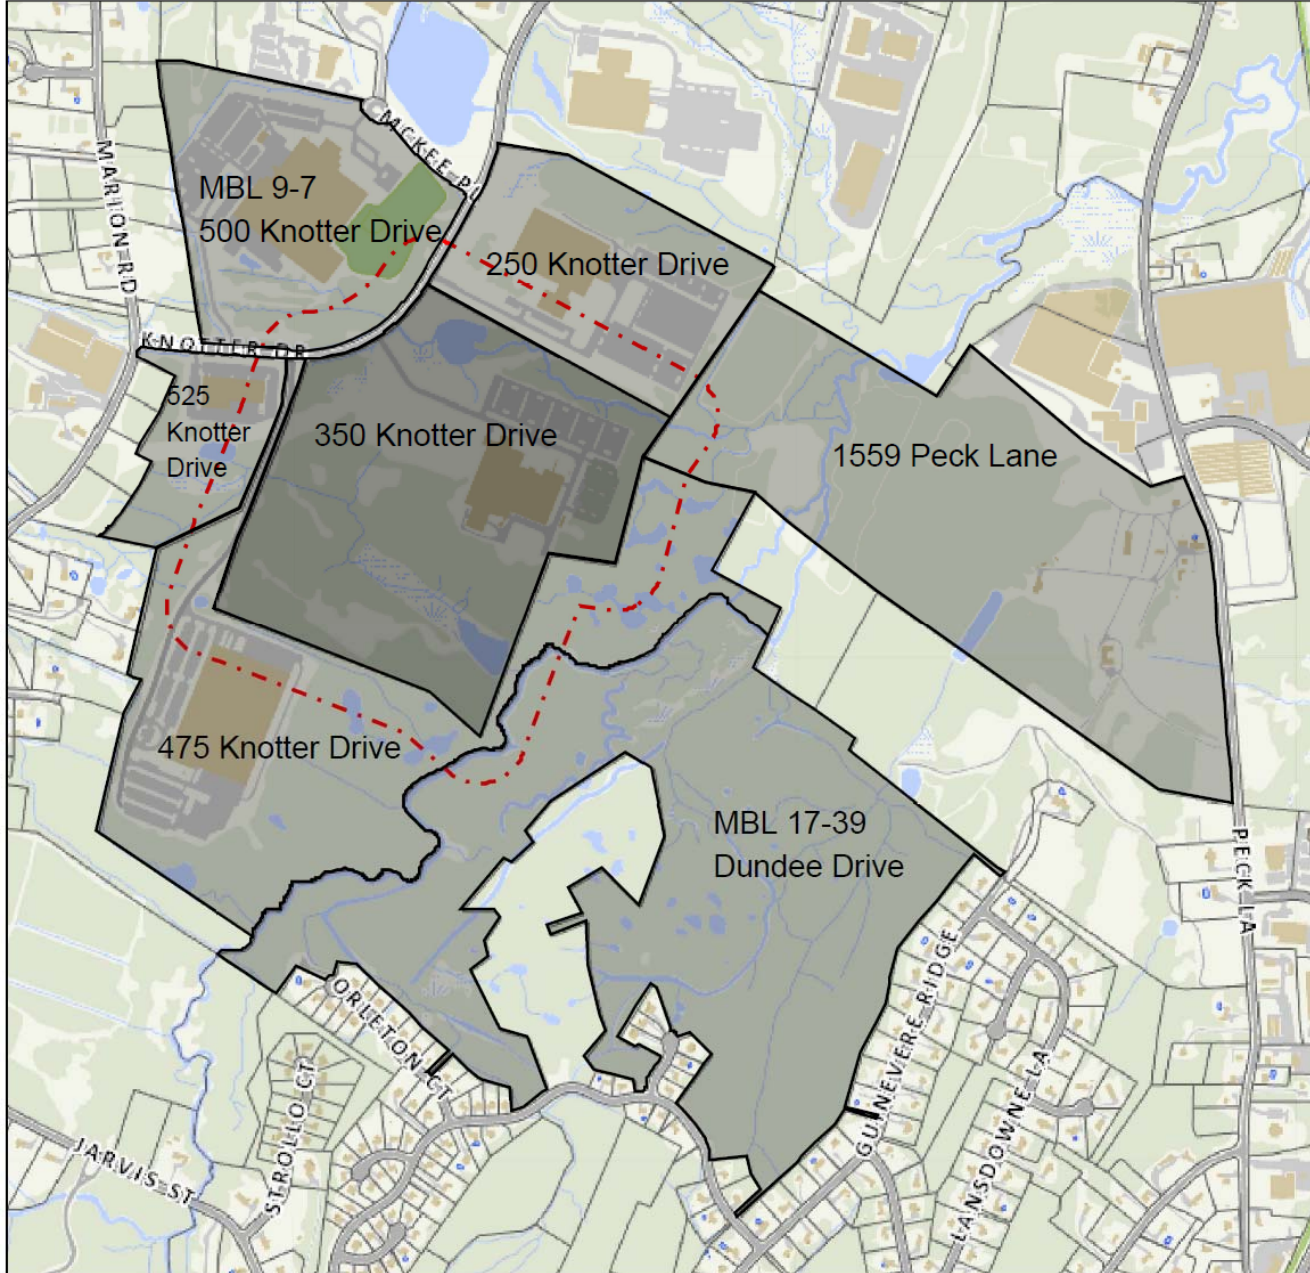 MCKEE PL
MARION RD
MBL 9-7
500 Knotter Drive
250 Knotter Drive
KNOTTER DR
525
Knotter
Drive
350 Knotter Drive
1559 Peck Lane
475 Knotter Drive
MBL 17-39
Dundee Drive
PECK LA
GUINEVERE RIDGE
ORLETON CT
LANSDOWNE LA
STROLLO CT
JARVIS ST